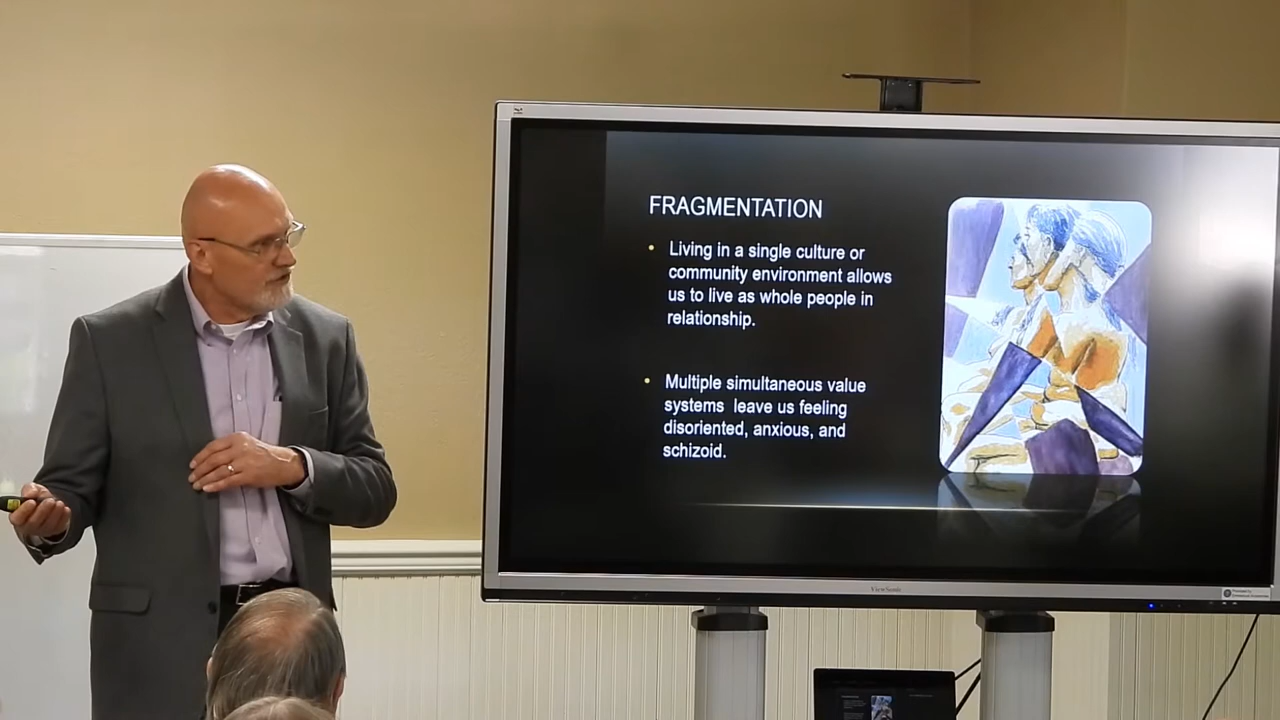 FRAGMENTATION
• Living in a single culture or
community environment allows
us to live as whole people in
relationship.
• Multiple simultaneous value
systems leave us feeling
disoriented, anxious, and
schizoid.
ViewSonic